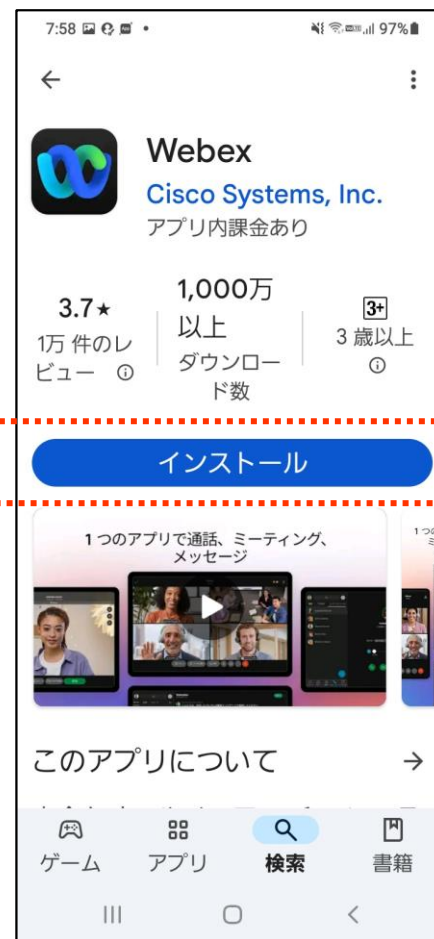 7:58
97%
Webex
Cisco Systems, Inc.
アプリ内課金あり
3.7★
1万 件のレ
ビュー
1,000万
以上
ダウンロー
ド数
3+
3 歳以上
インストール
1 つのアプリで通話、ミーティング、
メッセージ
このアプリについて
ゲーム
アプリ
検索
書籍